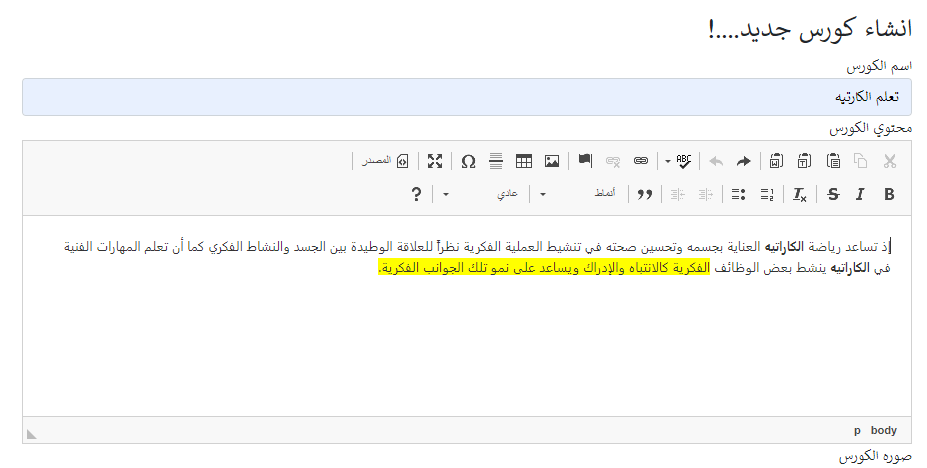 انشاء كورس جديد....!
اسم الكورس
تعلم الكارتيه
محتوي الكورس
المصدر
أنماط
عادي
إذ تساعد رياضة الكاراتيه العناية بجسمه وتحسين صحته في تنشيط العملية الفكرية نظراً للعلاقة الوطيدة بين الجسد والنشاط الفكري كما أن تعلم المهارات الفنية
في الكاراتيه ينشط بعض الوظائف الفكرية كالانتباه والإدراك ويساعد على نمو تلك الجوانب الفكرية.
body p
صوره الكورس